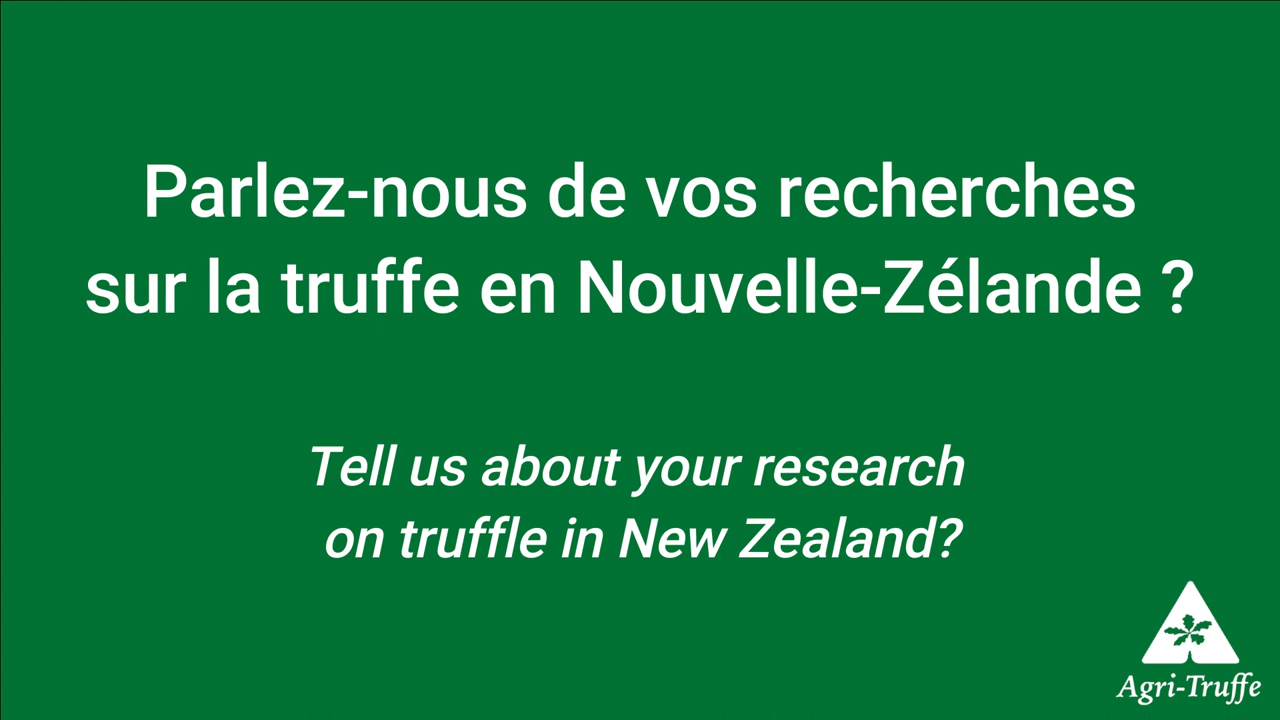 Parlez-nous de vos recherches
sur la truffe en Nouvelle-Zélande ?
Tell us about your research
on truffle in New Zealand?
Agri-Truffe